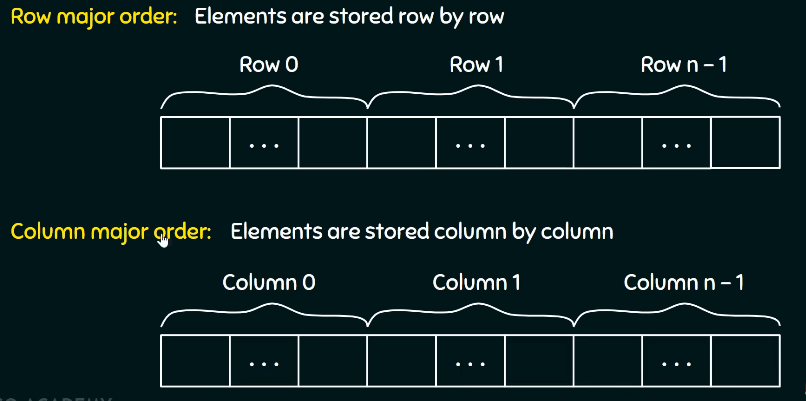 Row major order: Elements are stored row by row
Row 0 Row 1 Row n - 1
... ... ...
Column major order: Elements are stored column by column
Column 0 Column 1 Column n - 1
... ... ...
ACADEMY